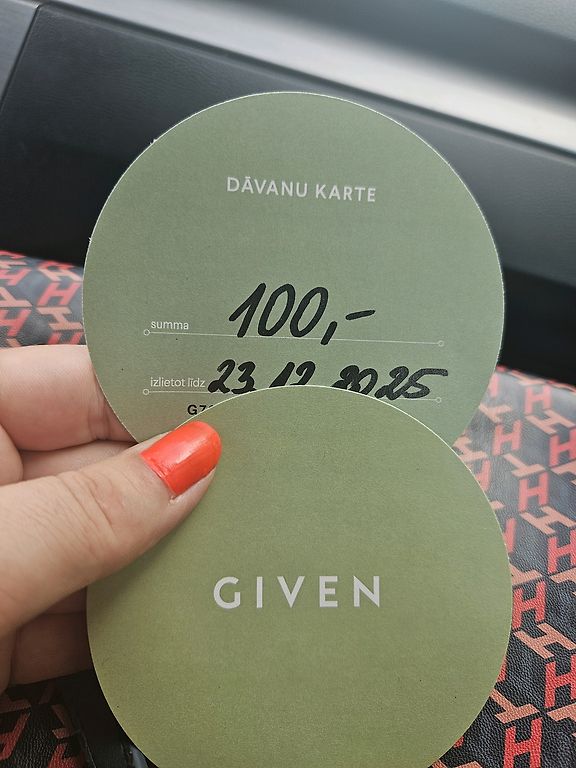 DĀVANU KARTE
summa 100,-
izlietot līdz 23.12.2025
GIVEN